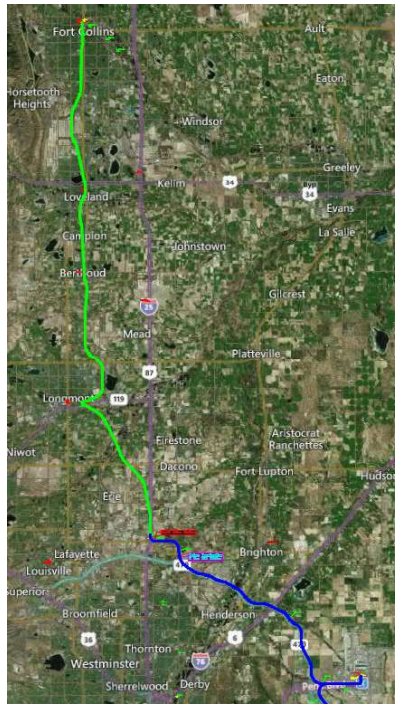 Fort Collins
Ault
Eaton
Horsetooth
Heights
Windsor
Greeley
Kelim
34
Byp
34
Loveland
Evans
La Salle
Campion
Johnstown
Berthoud
Gilcrest
25
Mead
Platteville
87
Longmont
119
Aristocrat
Ranchettes
Firestone
Niwot
Dacono
Fort Lupton
Hudson
Erie
Lafayette
Brighton
Louisville
Superior
Broomfield
Henderson
36
6
Thornton
76
Westminster
Sherrelwood
Derby